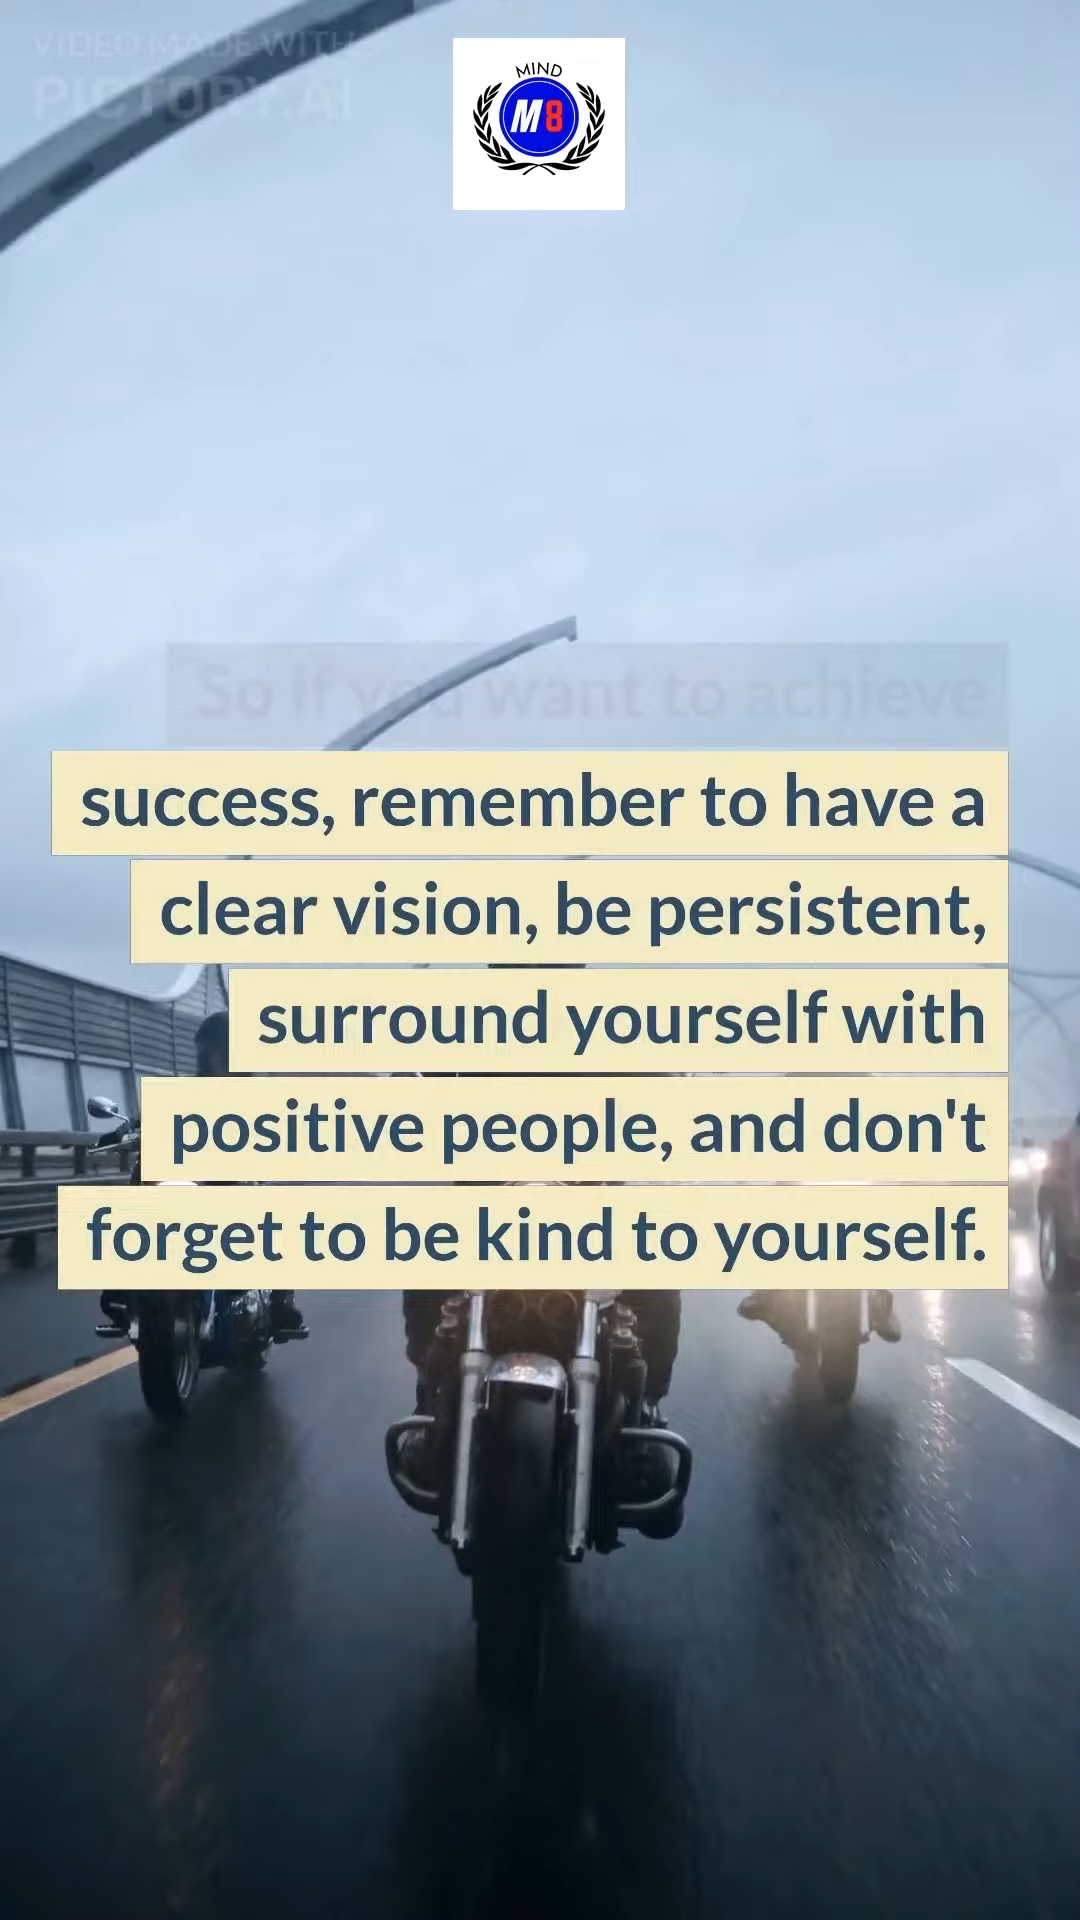 VIDEO MADE WITH
PICTORY.AI
MIND
M8
So if you want to achieve
success, remember to have a
clear vision, be persistent,
surround yourself with
positive people, and don't
forget to be kind to yourself.